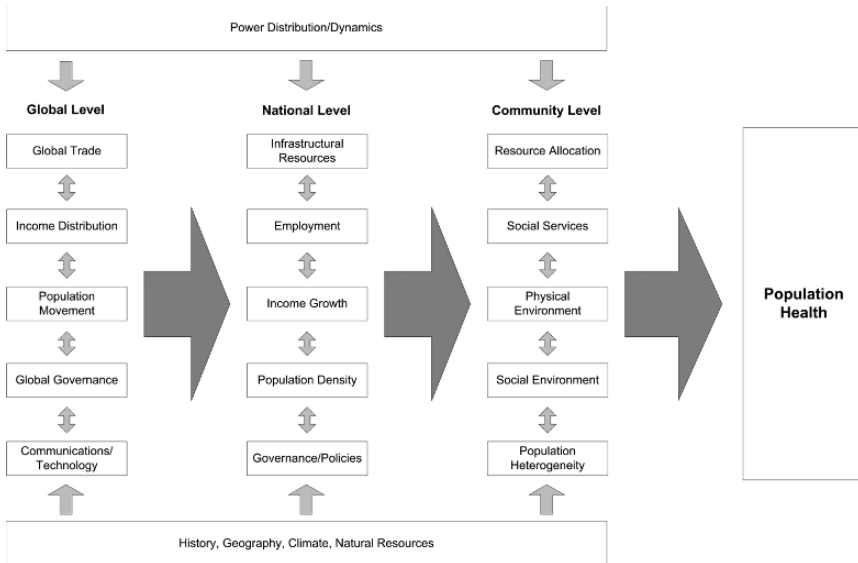 Power Distribution/Dynamics
Global Level
National Level
Community Level
Global Trade
Infrastructural
Resources
Resource Allocation
Income Distribution
Employment
Social Services
Population
Movement
Income Growth
Physical
Environment
Population
Health
Global Governance
Population Density
Social Environment
Communications/
Technology
Governance/Policies
Population
Heterogeneity
History, Geography, Climate, Natural Resources